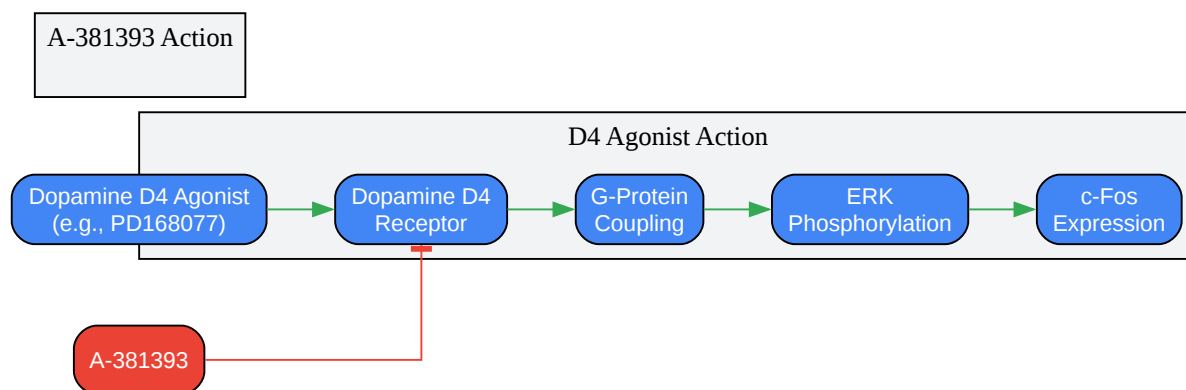 A-381393 Action
D4 Agonist Action
Dopamine D4 Agonist
(e.g., PD168077)
Dopamine D4
Receptor
G-Protein
Coupling
ERK
Phosphorylation
c-Fos
Expression
A-381393